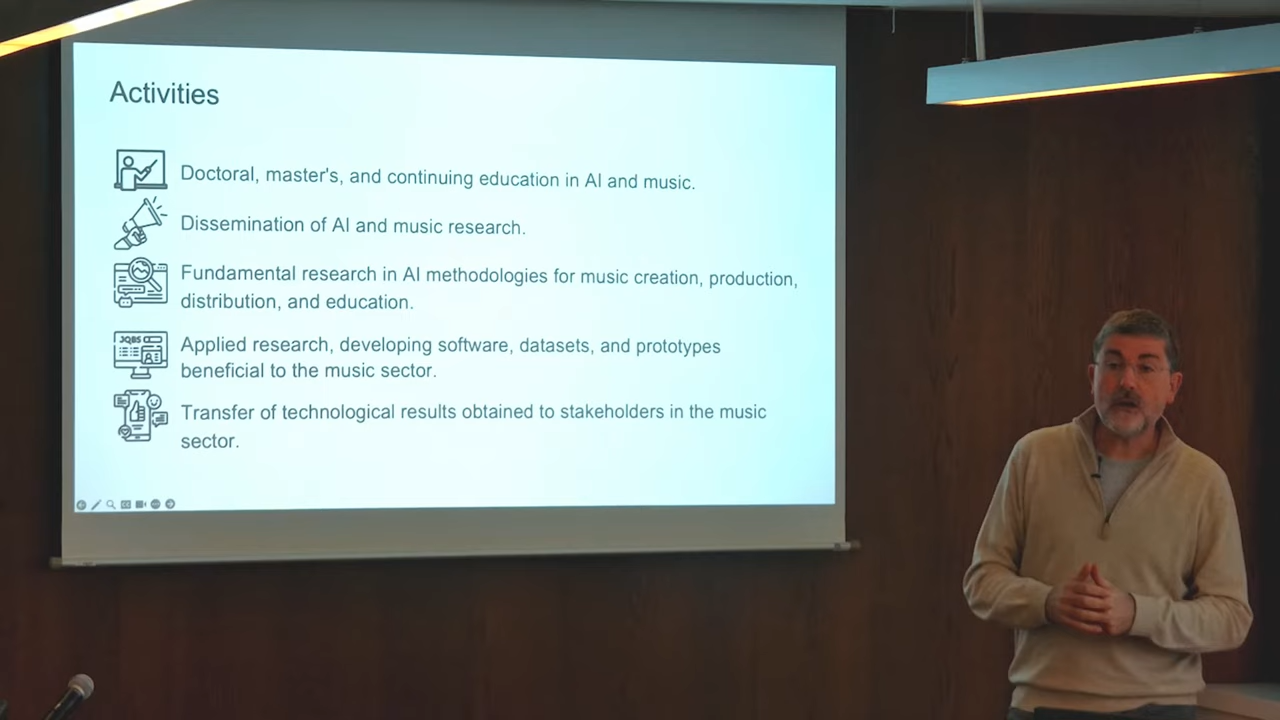 Activities
Doctoral, master's, and continuing education in AI and music.
Dissemination of AI and music research.
Fundamental research in AI methodologies for music creation, production,
distribution, and education.
JOBS
Applied research, developing software, datasets, and prototypes
beneficial to the music sector.
Transfer of technological results obtained to stakeholders in the music
sector.